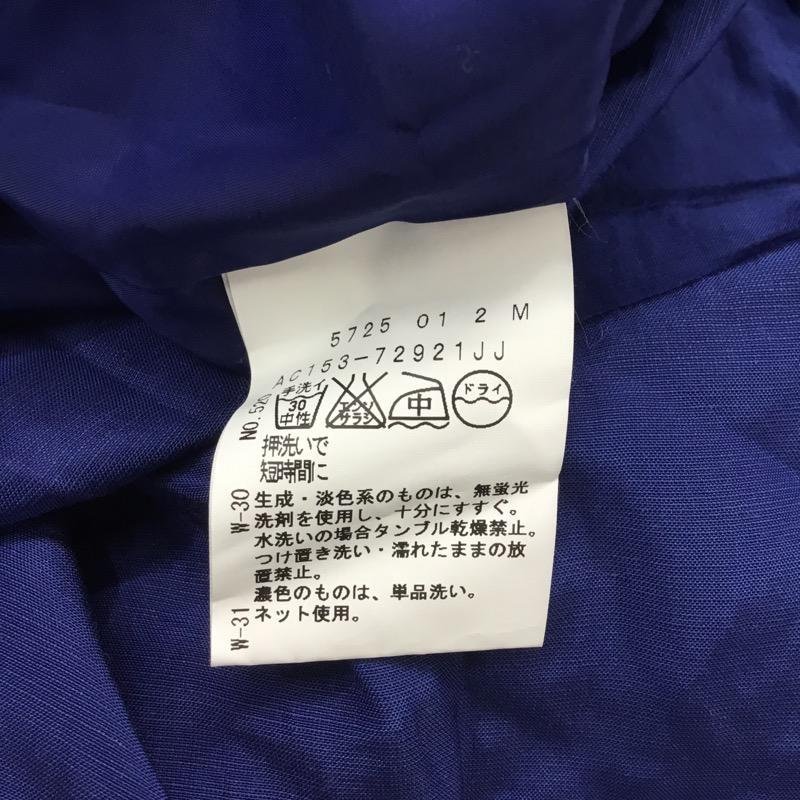 5725 01 2 M
AC153-72921JJ
NO.520
手洗イ
30
中性
エンソ
サラシ
中
ドライ
押洗いで
短時間に
W-30
生成・淡色系のものは、無蛍光
洗剤を使用し、十分にすすぐ。
水洗いの場合タンブル乾燥禁止。
つけ置き洗い・濡れたままの放
置禁止。
W-31
濃色のものは、単品洗い。
ネット使用。